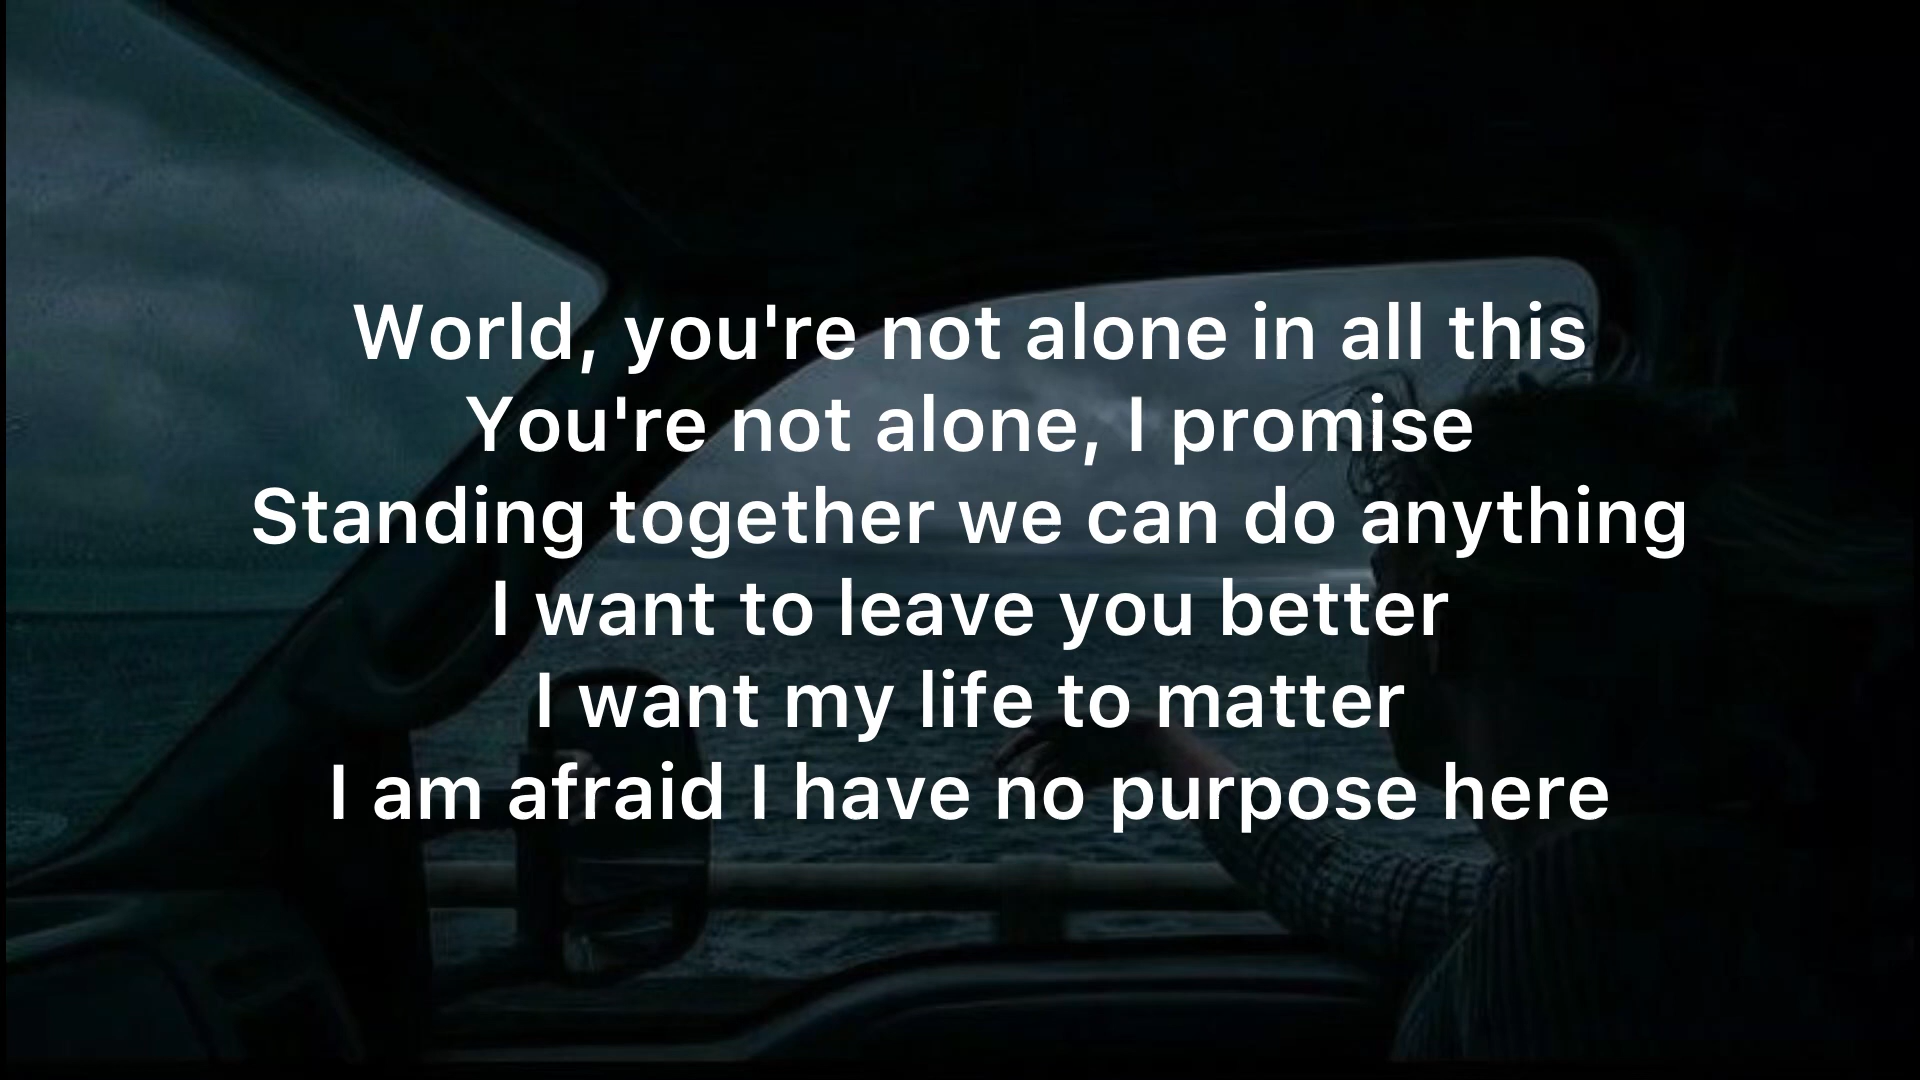 World, you're not alone in all this
You're not alone, I promise
Standing together we can do anything
I want to leave you better
I want my life to matter
I am afraid I have no purpose here